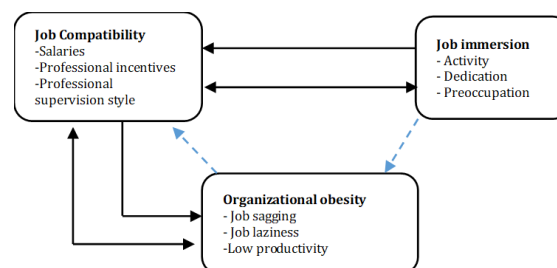 Job Compatibility
-Salaries
-Professional incentives
-Professional
supervision style
Job immersion
- Activity
- Dedication
- Preoccupation
Organizational obesity
- Job sagging
- Job laziness
-Low productivity